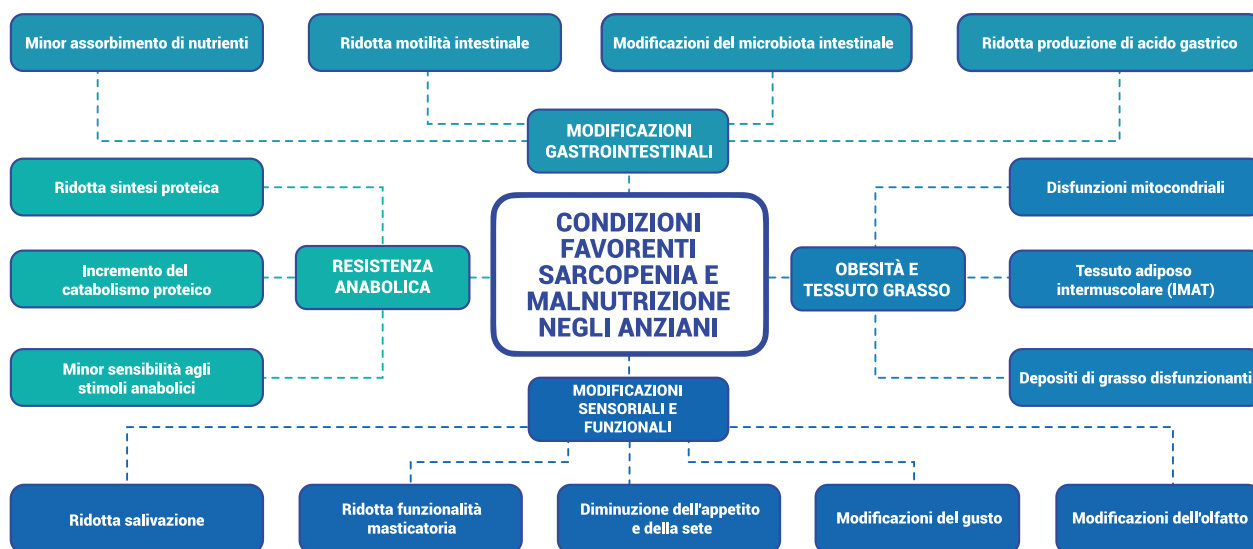 Minor assorbimento di nutrienti
Ridotta motilità intestinale
Modificazioni del microbiota intestinale
Ridotta produzione di acido gastrico
MODIFICAZIONI
GASTROINTESTINALI
Ridotta sintesi proteica
Disfunzioni mitocondriali
CONDIZIONI
FAVORENTI
SARCOPENIA E
MALNUTRIZIONE
NEGLI ANZIANI
Incremento del
catabolismo proteico
RESISTENZA
ANABOLICA
OBESITÀ E
TESSUTO GRASSO
Tessuto adiposo
intermuscolare (IMAT)
Minor sensibilità agli
stimoli anabolici
Depositi di grasso disfunzionanti
MODIFICAZIONI
SENSORIALI E
FUNZIONALI
Ridotta salivazione
Ridotta funzionalità
masticatoria
Diminuzione dell'appetito
e della sete
Modificazioni del gusto
Modificazioni dell'olfatto